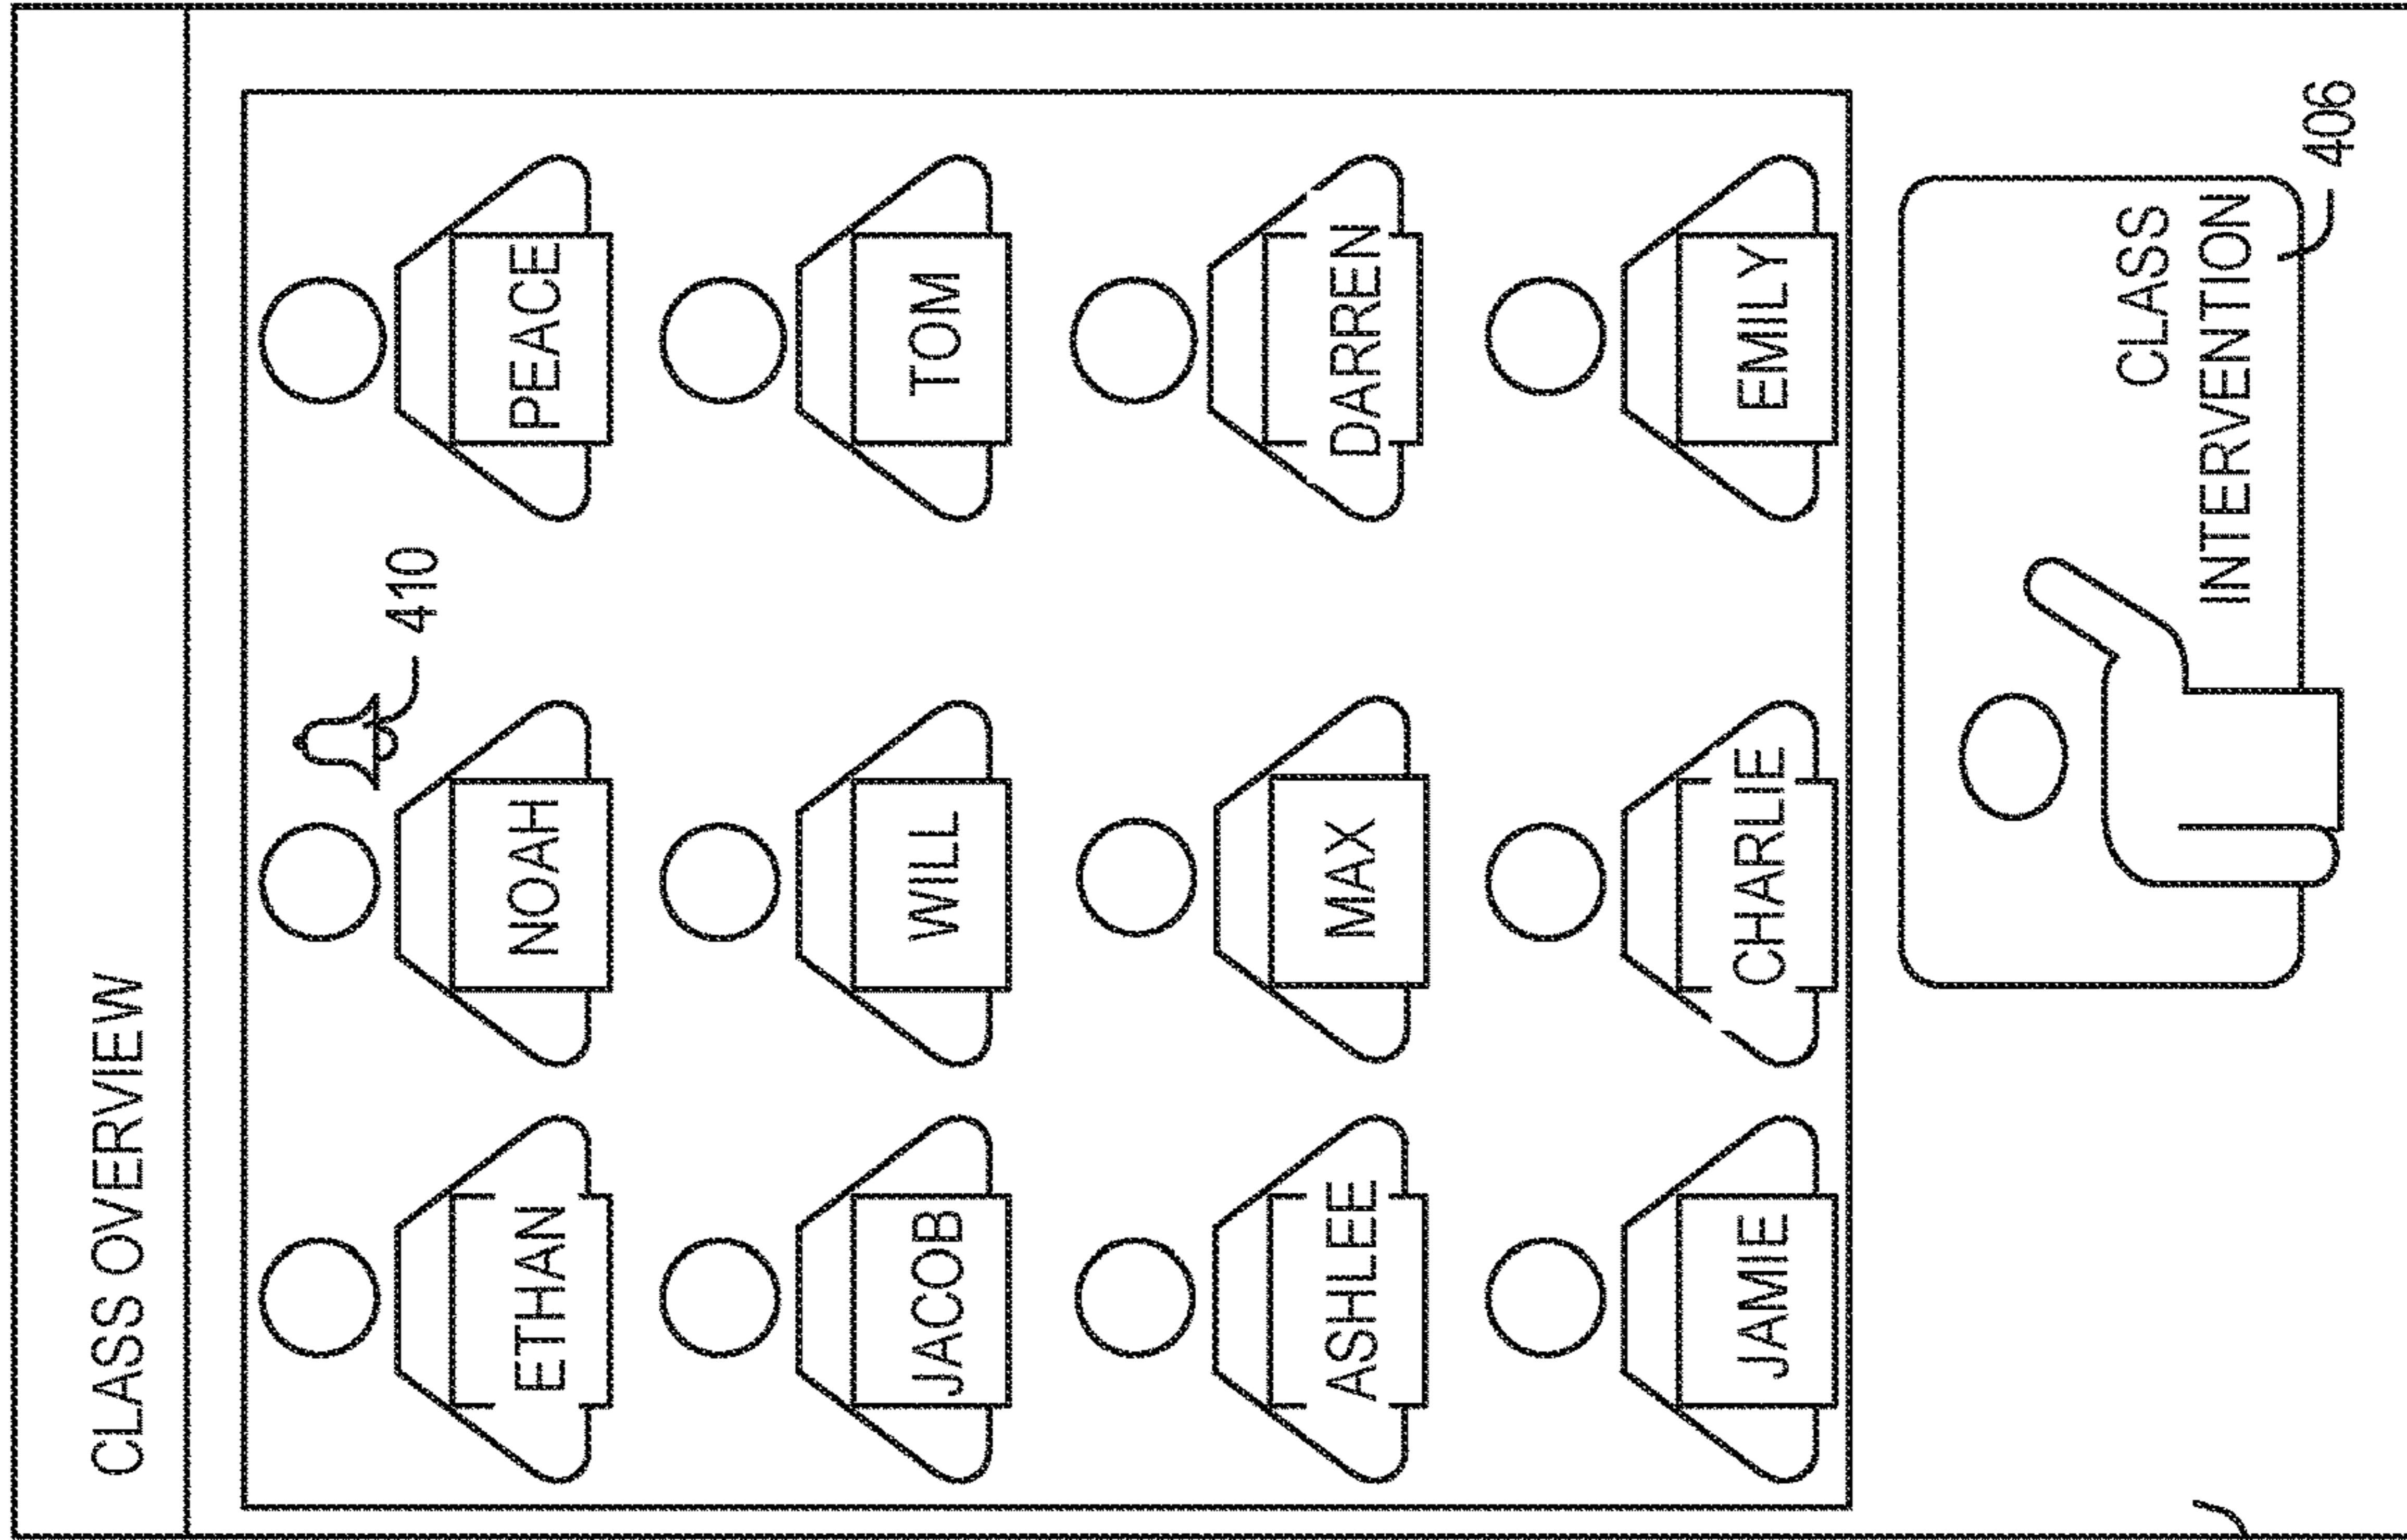 CLASS OVERVIEW
410
ETHAN NOAH PEACE
JACOB WILL TOM
ASHLEE MAX DARREN
JAMIE CHARLIE EMILY
CLASS
INTERVENTION
406